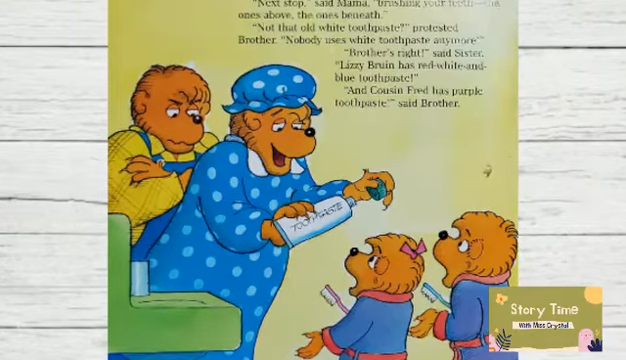 "Next stop," said Mama, "brushing your teeth—the
ones above, the ones beneath."
"Not that old white toothpaste?" protested
Brother. "Nobody uses white toothpaste anymore"
"Brother's right!" said Sister.
"Lizzy Bruin has red-white-and-
blue toothpaste!"
"And Cousin Fred has purple
toothpaste!" said Brother.
TOOTHPASTE
Story Time
With Miss Crystal